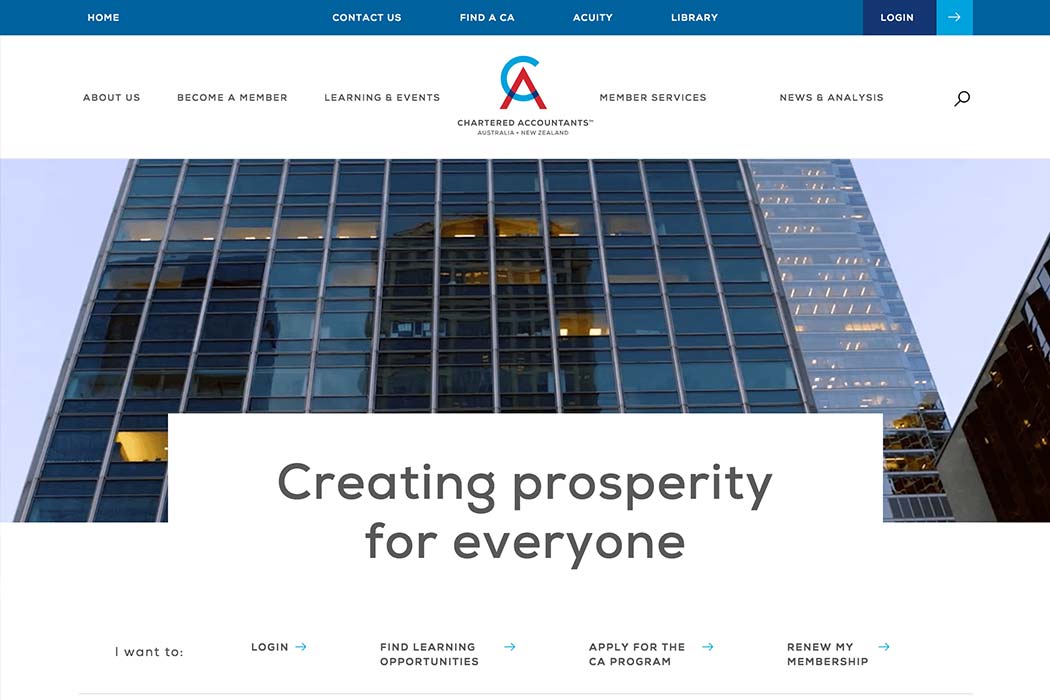 HOME
CONTACT US
FIND A CA
ACUITY
LIBRARY
LOGIN
ABOUT US
BECOME A MEMBER
LEARNING & EVENTS
CA
CHARTERED ACCOUNTANTS™
AUSTRALIA + NEW ZEALAND
MEMBER SERVICES
NEWS & ANALYSIS
Creating prosperity
for everyone
I want to:
LOGIN
FIND LEARNING
OPPORTUNITIES
APPLY FOR THE
CA PROGRAM
RENEW MY
MEMBERSHIP